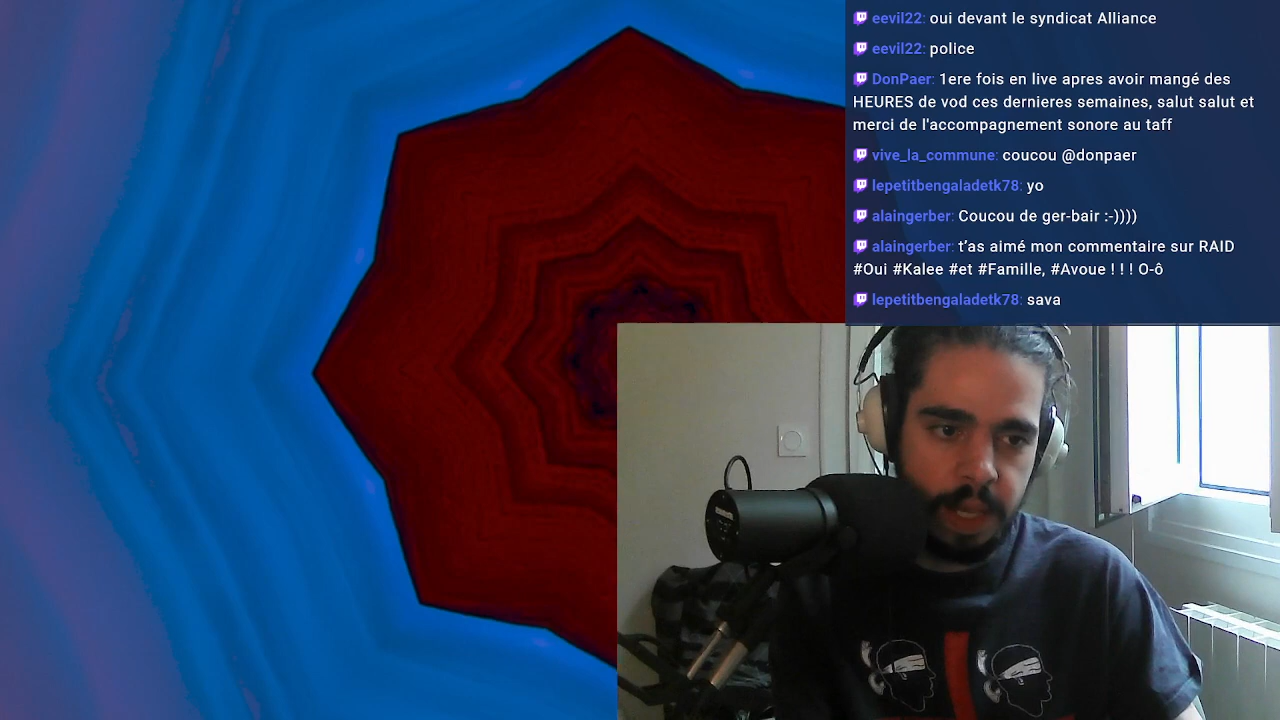 eevil22: oui devant le syndicat Alliance
eevil22: police
DonPaer: 1ere fois en live apres avoir mangé des
HEURES de vod ces dernieres semaines, salut salut et
merci de l'accompagnement sonore au taff
vive_la_commune: coucou @donpaer
lepetitbengaladetk78: yo
alaingerber: Coucou de ger-bair :-))))
alaingerber: t’as aimé mon commentaire sur RAID
#Oui #Kalee #et #Famille, #Avoue ! ! ! O-ô
lepetitbengaladetk78: sava